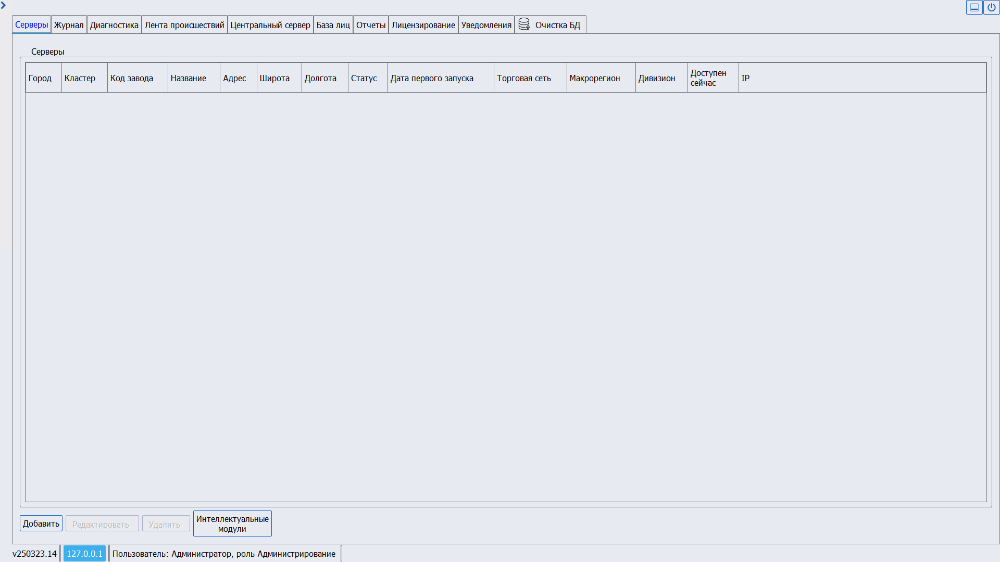 Серверы Журнал Диагностика Лента происшествий Центральный сервер База лиц Отчеты Лицензирование Уведомления Очистка БД
Серверы
Город Кластер Код завода Название Адрес Широта Долгота Статус Дата первого запуска Торговая сеть Макрорегион Дивизион Доступен сейчас IP
Добавить Редактировать Удалить Интеллектуальные модули
v250323.14 127.0.0.1 Пользователь: Администратор, роль Администрирование